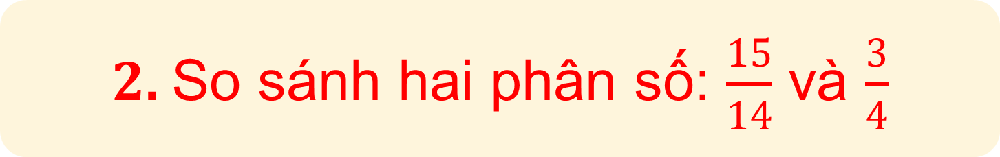 2. So sánh hai phân số: 15/14 và 3/4